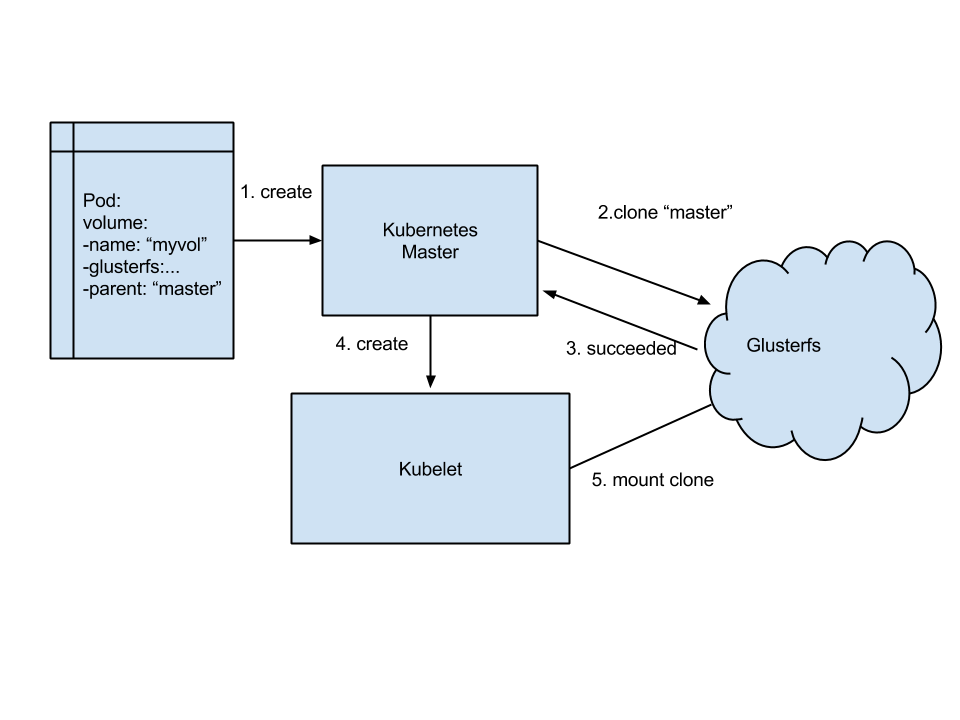 Pod:
volume:
-name: “myvol”
-glusterfs:...
-parent: “master”
1. create
Kubernetes
Master
2.clone “master”
3. succeeded
Glusterfs
4. create
Kubelet
5. mount clone